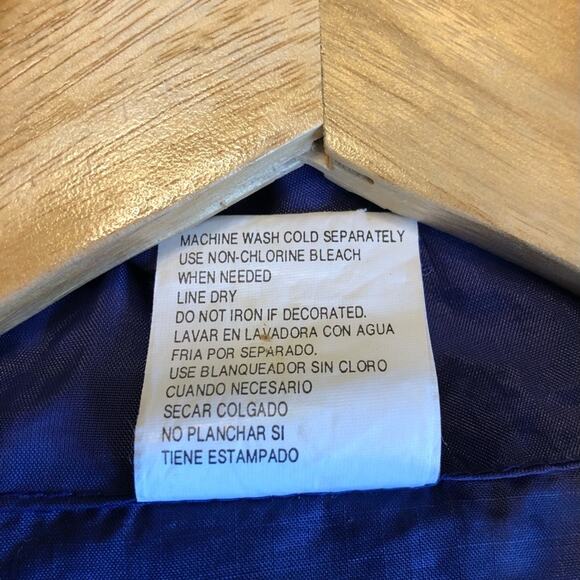 MACHINE WASH COLD SEPARATELY
USE NON-CHLORINE BLEACH
WHEN NEEDED
LINE DRY
DO NOT IRON IF DECORATED.
LAVAR EN LAVADORA CON AGUA
FRIA POR SEPARADO.
USE BLANQUEADOR SIN CLORO
CUANDO NECESARIO
SECAR COLGADO
NO PLANCHAR SI
TIENE ESTAMPADO